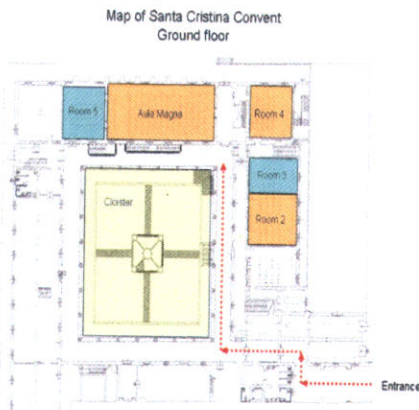 Map of Santa Cristina Convent
Ground floor
Room 5
Aula Magna
Room 4
Room 3
Room 2
Cloister
Entrance